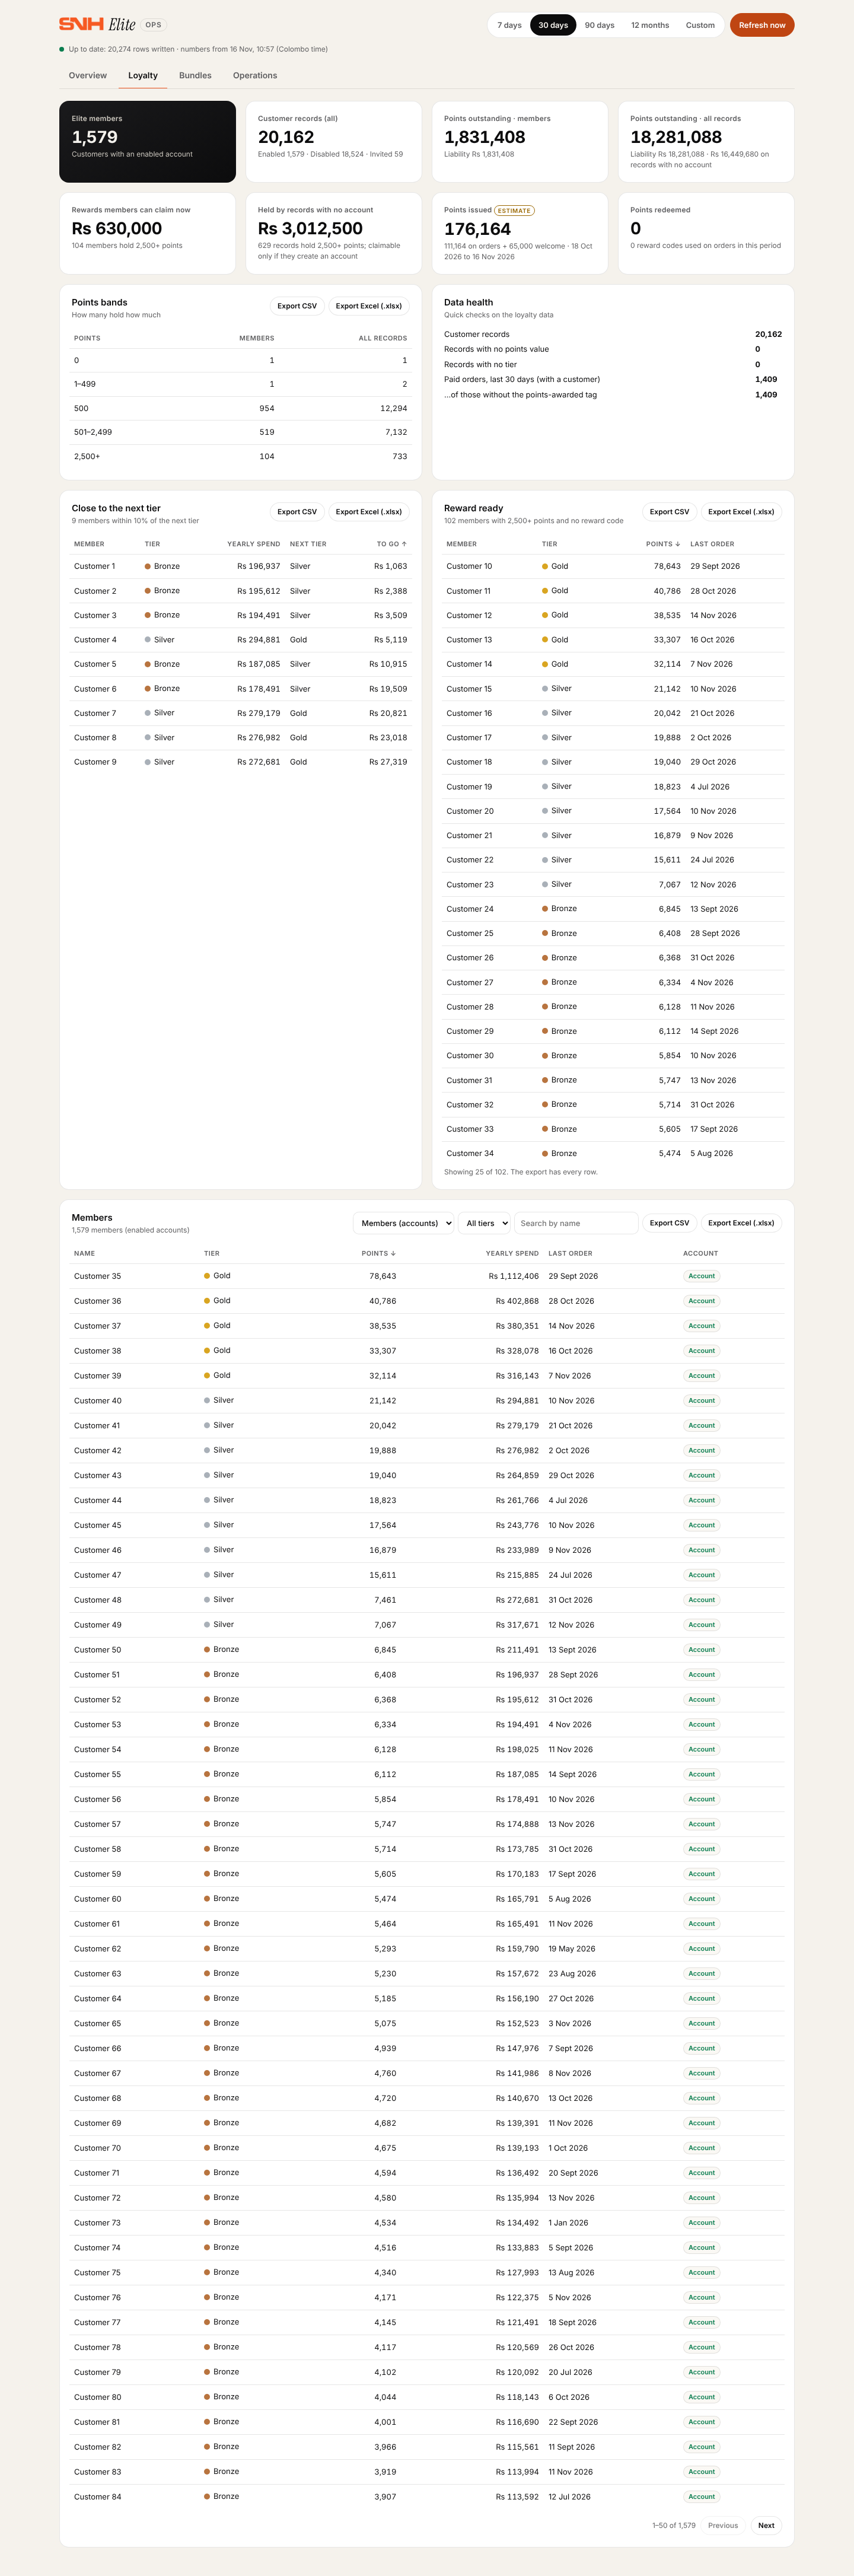 SNH Elite OPS
7 days 30 days 90 days 12 months Custom Refresh now
Up to date: 20,274 rows written · numbers from 16 Nov, 10:57 (Colombo time)
Overview Loyalty Bundles Operations
Elite members
1,579
Customers with an enabled account
Customer records (all)
20,162
Enabled 1,579 · Disabled 18,524 · Invited 59
Points outstanding · members
1,831,408
Liability Rs 1,831,408
Points outstanding · all records
18,281,088
Liability Rs 18,281,088 · Rs 16,449,680 on
records with no account
Rewards members can claim now
Rs 630,000
104 members hold 2,500+ points
Held by records with no account
Rs 3,012,500
629 records hold 2,500+ points; claimable
only if they create an account
Points issued ESTIMATE
176,164
111,164 on orders + 65,000 welcome · 18 Oct
2026 to 16 Nov 2026
Points redeemed
0
0 reward codes used on orders in this period
Points bands
How many hold how much
Export CSV Export Excel (.xlsx)
POINTS MEMBERS ALL RECORDS
0 1 1
1–499 1 2
500 954 12,294
501–2,499 519 7,132
2,500+ 104 733
Data health
Quick checks on the loyalty data
Customer records 20,162
Records with no points value 0
Records with no tier 0
Paid orders, last 30 days (with a customer) 1,409
...of those without the points-awarded tag 1,409
Close to the next tier
9 members within 10% of the next tier
Export CSV Export Excel (.xlsx)
MEMBER TIER YEARLY SPEND NEXT TIER TO GO ↑
Customer 1 Bronze Rs 196,937 Silver Rs 1,063
Customer 2 Bronze Rs 195,612 Silver Rs 2,388
Customer 3 Bronze Rs 194,491 Silver Rs 3,509
Customer 4 Silver Rs 294,881 Gold Rs 5,119
Customer 5 Bronze Rs 187,085 Silver Rs 10,915
Customer 6 Bronze Rs 178,491 Silver Rs 19,509
Customer 7 Silver Rs 279,179 Gold Rs 20,821
Customer 8 Silver Rs 276,982 Gold Rs 23,018
Customer 9 Silver Rs 272,681 Gold Rs 27,319
Reward ready
102 members with 2,500+ points and no reward code
Export CSV Export Excel (.xlsx)
MEMBER TIER POINTS ↓ LAST ORDER
Customer 10 Gold 78,643 29 Sept 2026
Customer 11 Gold 40,786 28 Oct 2026
Customer 12 Gold 38,535 14 Nov 2026
Customer 13 Gold 33,307 16 Oct 2026
Customer 14 Gold 32,114 7 Nov 2026
Customer 15 Silver 21,142 10 Nov 2026
Customer 16 Silver 20,042 21 Oct 2026
Customer 17 Silver 19,888 2 Oct 2026
Customer 18 Silver 19,040 29 Oct 2026
Customer 19 Silver 18,823 4 Jul 2026
Customer 20 Silver 17,564 10 Nov 2026
Customer 21 Silver 16,879 9 Nov 2026
Customer 22 Silver 15,611 24 Jul 2026
Customer 23 Silver 7,067 12 Nov 2026
Customer 24 Bronze 6,845 13 Sept 2026
Customer 25 Bronze 6,408 28 Sept 2026
Customer 26 Bronze 6,368 31 Oct 2026
Customer 27 Bronze 6,334 4 Nov 2026
Customer 28 Bronze 6,128 11 Nov 2026
Customer 29 Bronze 6,112 14 Sept 2026
Customer 30 Bronze 5,854 10 Nov 2026
Customer 31 Bronze 5,747 13 Nov 2026
Customer 32 Bronze 5,714 31 Oct 2026
Customer 33 Bronze 5,605 17 Sept 2026
Customer 34 Bronze 5,474 5 Aug 2026
Showing 25 of 102. The export has every row.
Members
1,579 members (enabled accounts)
Members (accounts) All tiers Search by name Export CSV Export Excel (.xlsx)
NAME TIER POINTS ↓ YEARLY SPEND LAST ORDER ACCOUNT
Customer 35 Gold 78,643 Rs 1,112,406 29 Sept 2026 Account
Customer 36 Gold 40,786 Rs 402,868 28 Oct 2026 Account
Customer 37 Gold 38,535 Rs 380,351 14 Nov 2026 Account
Customer 38 Gold 33,307 Rs 328,078 16 Oct 2026 Account
Customer 39 Gold 32,114 Rs 316,143 7 Nov 2026 Account
Customer 40 Silver 21,142 Rs 294,881 10 Nov 2026 Account
Customer 41 Silver 20,042 Rs 279,179 21 Oct 2026 Account
Customer 42 Silver 19,888 Rs 276,982 2 Oct 2026 Account
Customer 43 Silver 19,040 Rs 264,859 29 Oct 2026 Account
Customer 44 Silver 18,823 Rs 261,766 4 Jul 2026 Account
Customer 45 Silver 17,564 Rs 243,776 10 Nov 2026 Account
Customer 46 Silver 16,879 Rs 233,989 9 Nov 2026 Account
Customer 47 Silver 15,611 Rs 215,885 24 Jul 2026 Account
Customer 48 Silver 7,461 Rs 272,681 31 Oct 2026 Account
Customer 49 Silver 7,067 Rs 317,671 12 Nov 2026 Account
Customer 50 Bronze 6,845 Rs 211,491 13 Sept 2026 Account
Customer 51 Bronze 6,408 Rs 196,937 28 Sept 2026 Account
Customer 52 Bronze 6,368 Rs 195,612 31 Oct 2026 Account
Customer 53 Bronze 6,334 Rs 194,491 4 Nov 2026 Account
Customer 54 Bronze 6,128 Rs 198,025 11 Nov 2026 Account
Customer 55 Bronze 6,112 Rs 187,085 14 Sept 2026 Account
Customer 56 Bronze 5,854 Rs 178,491 10 Nov 2026 Account
Customer 57 Bronze 5,747 Rs 174,888 13 Nov 2026 Account
Customer 58 Bronze 5,714 Rs 173,785 31 Oct 2026 Account
Customer 59 Bronze 5,605 Rs 170,183 17 Sept 2026 Account
Customer 60 Bronze 5,474 Rs 165,791 5 Aug 2026 Account
Customer 61 Bronze 5,464 Rs 165,491 11 Nov 2026 Account
Customer 62 Bronze 5,293 Rs 159,790 19 May 2026 Account
Customer 63 Bronze 5,230 Rs 157,672 23 Aug 2026 Account
Customer 64 Bronze 5,185 Rs 156,190 27 Oct 2026 Account
Customer 65 Bronze 5,075 Rs 152,523 3 Nov 2026 Account
Customer 66 Bronze 4,939 Rs 147,976 7 Sept 2026 Account
Customer 67 Bronze 4,760 Rs 141,986 8 Nov 2026 Account
Customer 68 Bronze 4,720 Rs 140,670 13 Oct 2026 Account
Customer 69 Bronze 4,682 Rs 139,391 11 Nov 2026 Account
Customer 70 Bronze 4,675 Rs 139,193 1 Oct 2026 Account
Customer 71 Bronze 4,594 Rs 136,492 20 Sept 2026 Account
Customer 72 Bronze 4,580 Rs 135,994 13 Nov 2026 Account
Customer 73 Bronze 4,534 Rs 134,492 1 Jan 2026 Account
Customer 74 Bronze 4,516 Rs 133,883 5 Sept 2026 Account
Customer 75 Bronze 4,340 Rs 127,993 13 Aug 2026 Account
Customer 76 Bronze 4,171 Rs 122,375 5 Nov 2026 Account
Customer 77 Bronze 4,145 Rs 121,491 18 Sept 2026 Account
Customer 78 Bronze 4,117 Rs 120,569 26 Oct 2026 Account
Customer 79 Bronze 4,102 Rs 120,092 20 Jul 2026 Account
Customer 80 Bronze 4,044 Rs 118,143 6 Oct 2026 Account
Customer 81 Bronze 4,001 Rs 116,690 22 Sept 2026 Account
Customer 82 Bronze 3,966 Rs 115,561 11 Sept 2026 Account
Customer 83 Bronze 3,919 Rs 113,994 11 Nov 2026 Account
Customer 84 Bronze 3,907 Rs 113,592 12 Jul 2026 Account
1–50 of 1,579 Previous Next